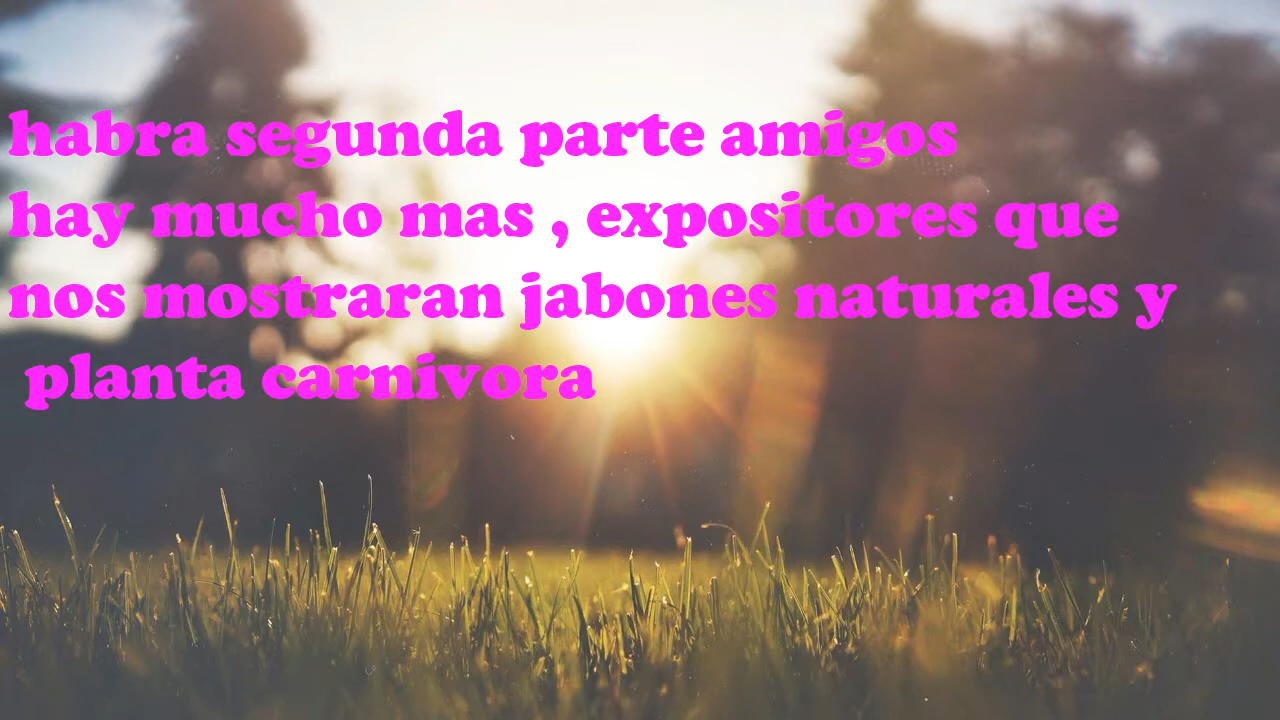 habra segunda parte amigos
hay mucho mas , expositores que
nos mostraran jabones naturales y
planta carnivora